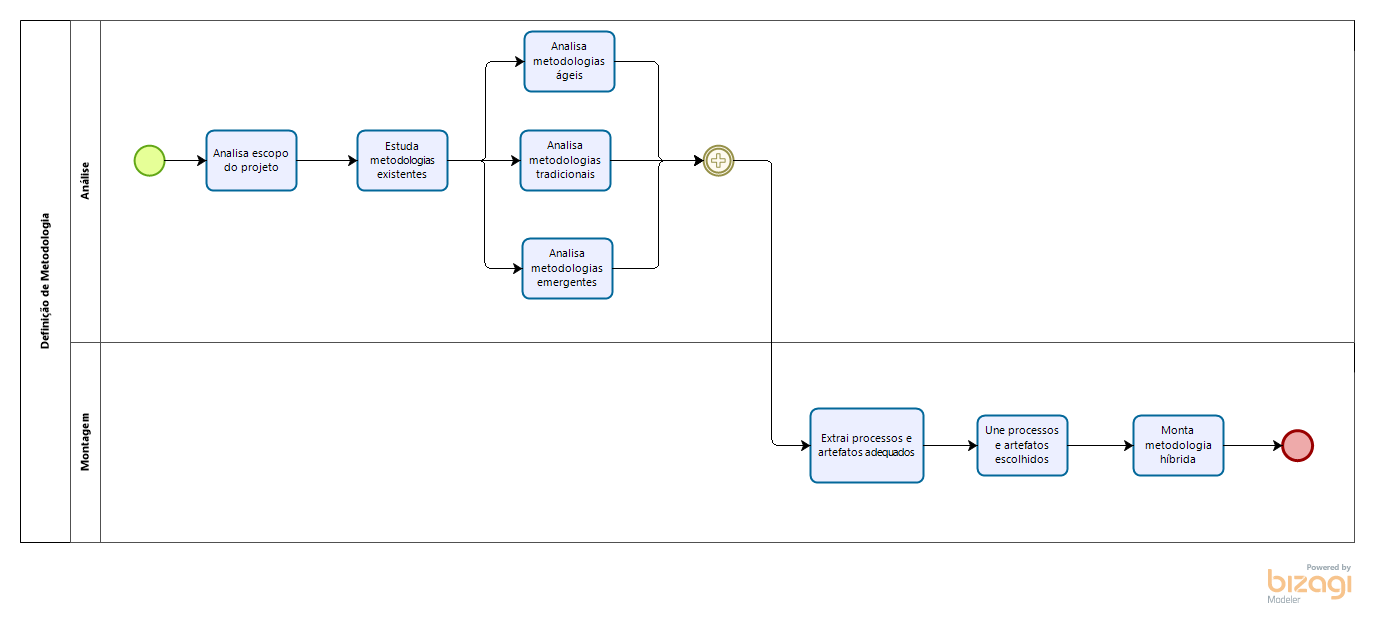 Definição de Metodologia
Análise
Analisa escopo
do projeto
Estuda
metodologias
existentes
Analisa
metodologias
ágeis
Analisa
metodologias
tradicionais
Analisa
metodologias
emergentes
Montagem
Extrai processos e
artefatos adequados
Une processos
e artefatos
escolhidos
Monta
metodologia
híbrida
Powered by
bizagi
Modeler